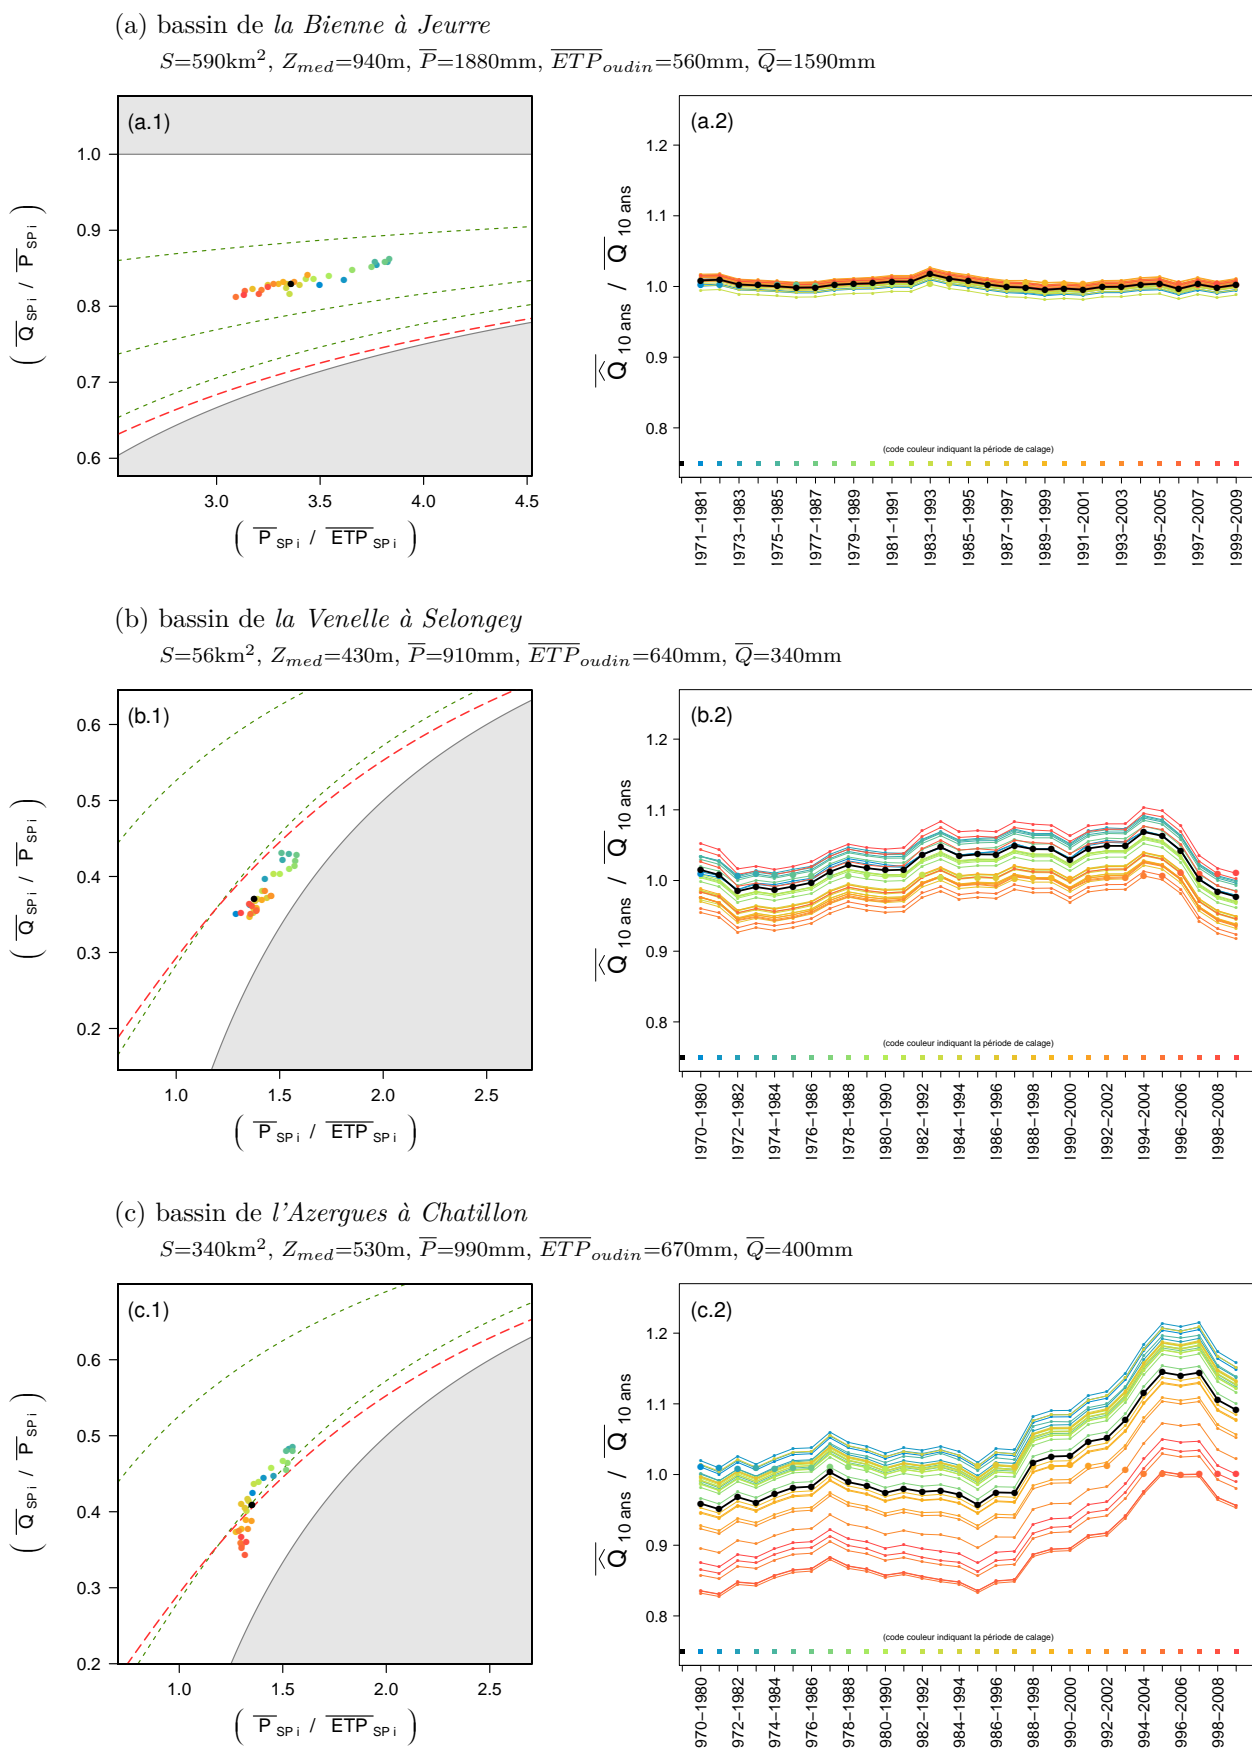 (a) bassin de la Bienne à Jeurre
S=590km², Z_med=940m, P̅=1880mm, E̅T̅P̅_oudin=560mm, Q̅=1590mm
(a.1)
1.0
0.9
0.8
0.7
0.6
( Q̅ SP i / P̅ SP i )
3.0 3.5 4.0 4.5
( P̅ SP i / E̅T̅P̅ SP i )
(a.2)
1.2
1.1
1.0
0.9
0.8
Q̂ 10 ans / Q̅ 10 ans
(code couleur indiquant la période de calage)
1971−1981 1973−1983 1975−1985 1977−1987 1979−1989 1981−1991 1983−1993 1985−1995 1987−1997 1989−1999 1991−2001 1993−2003 1995−2005 1997−2007 1999−2009
(b) bassin de la Venelle à Selongey
S=56km², Z_med=430m, P̅=910mm, E̅T̅P̅_oudin=640mm, Q̅=340mm
(b.1)
0.6
0.5
0.4
0.3
0.2
( Q̅ SP i / P̅ SP i )
1.0 1.5 2.0 2.5
( P̅ SP i / E̅T̅P̅ SP i )
(b.2)
1.2
1.1
1.0
0.9
0.8
Q̂ 10 ans / Q̅ 10 ans
(code couleur indiquant la période de calage)
1970−1980 1972−1982 1974−1984 1976−1986 1978−1988 1980−1990 1982−1992 1984−1994 1986−1996 1988−1998 1990−2000 1992−2002 1994−2004 1996−2006 1998−2008
(c) bassin de l'Azergues à Chatillon
S=340km², Z_med=530m, P̅=990mm, E̅T̅P̅_oudin=670mm, Q̅=400mm
(c.1)
0.6
0.5
0.4
0.3
0.2
( Q̅ SP i / P̅ SP i )
1.0 1.5 2.0 2.5
( P̅ SP i / E̅T̅P̅ SP i )
(c.2)
1.2
1.1
1.0
0.9
0.8
Q̂ 10 ans / Q̅ 10 ans
(code couleur indiquant la période de calage)
970−1980 972−1982 974−1984 976−1986 978−1988 980−1990 982−1992 984−1994 986−1996 988−1998 990−2000 992−2002 994−2004 996−2006 998−2008